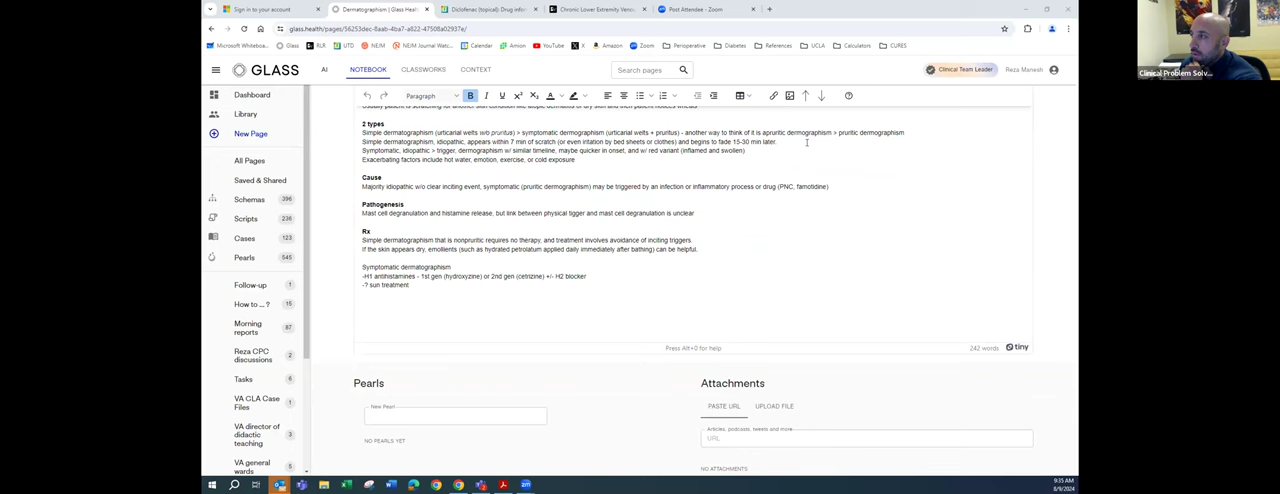 Sign in to your account
Dermatographism | Glass Heal
Diclofenac (topical): Drug infor
Chronic Lower Extremity Venou
Post Attendee - Zoom
glass.health/pages/56253dec-8aab-4ba7-a822-47508a02937e/
Microsoft Whiteboa...
Glass
RLR
UTD
NEJM
NEJM Journal Watc...
Calendar
Amion
YouTube
X
Amazon
Zoom
Perioperative
Diabetes
References
UCLA
Calculators
CURES
Clinical Problem Solv...
GLASS
AI
NOTEBOOK
CLASSWORKS
CONTEXT
Search pages
Clinical Team Leader
Reza Manesh
Dashboard
Library
New Page
All Pages
Saved & Shared
Schemas 396
Scripts 236
Cases 123
Pearls 545
Follow-up 1
How to ... ? 15
Morning reports 87
Reza CPC discussions 2
Tasks 6
VA CLA Case Files 1
VA director of didactic teaching 3
VA general wards 5
Paragraph
2 types
Simple dermatographism (urticarial welts w/o pruritus) > symptomatic dermographism (urticarial welts + pruritus) - another way to think of it is apruritic dermographism > pruritic dermographism
Simple dermatographism, idiopathic, appears within 7 min of scratch (or even irritation by bed sheets or clothes) and begins to fade 15-30 min later.
Symptomatic, idiopathic > trigger, dermographism w/ similar timeline, maybe quicker in onset, and w/ red variant (inflamed and swollen)
Exacerbating factors include hot water, emotion, exercise, or cold exposure
Cause
Majority idiopathic w/o clear inciting event, symptomatic (pruritic dermographism) may be triggered by an infection or inflammatory process or drug (PNC, famotidine)
Pathogenesis
Mast cell degranulation and histamine release, but link between physical tigger and mast cell degranulation is unclear
Rx
Simple dermatographism that is nonpruritic requires no therapy, and treatment involves avoidance of inciting triggers.
If the skin appears dry, emollients (such as hydrated petrolatum applied daily immediately after bathing) can be helpful.
Symptomatic dermatographism
-H1 antihistamines - 1st gen (hydroxyzine) or 2nd gen (cetrizine) +/- H2 blocker
-? sun treatment
Press Alt+0 for help
242 words
tiny
Pearls
New Pearl
NO PEARLS YET
Attachments
PASTE URL
UPLOAD FILE
Articles, podcasts, tweets and more
URL
NO ATTACHMENTS
9:35 AM
8/9/2024